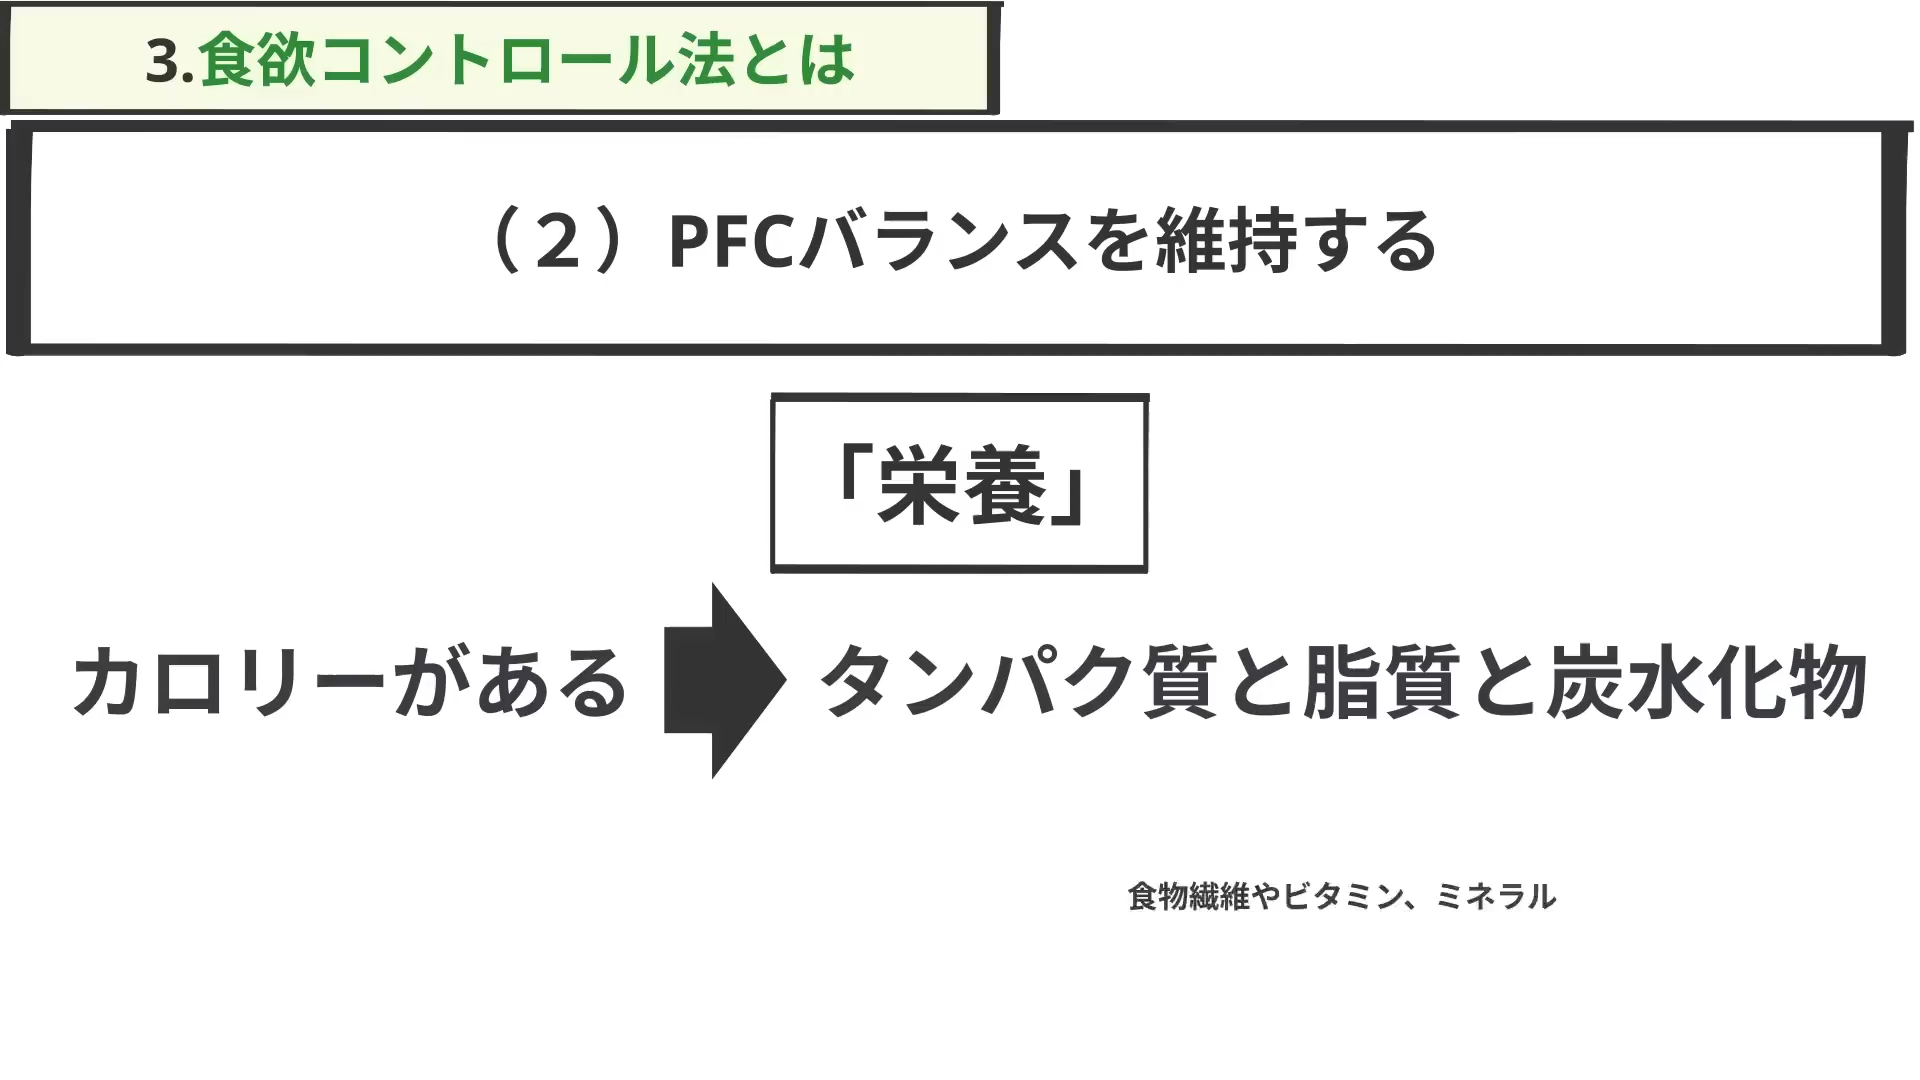 3.食欲コントロール法とは
（２）PFCバランスを維持する
「栄養」
カロリーがある
タンパク質と脂質と炭水化物
食物繊維やビタミン、ミネラル